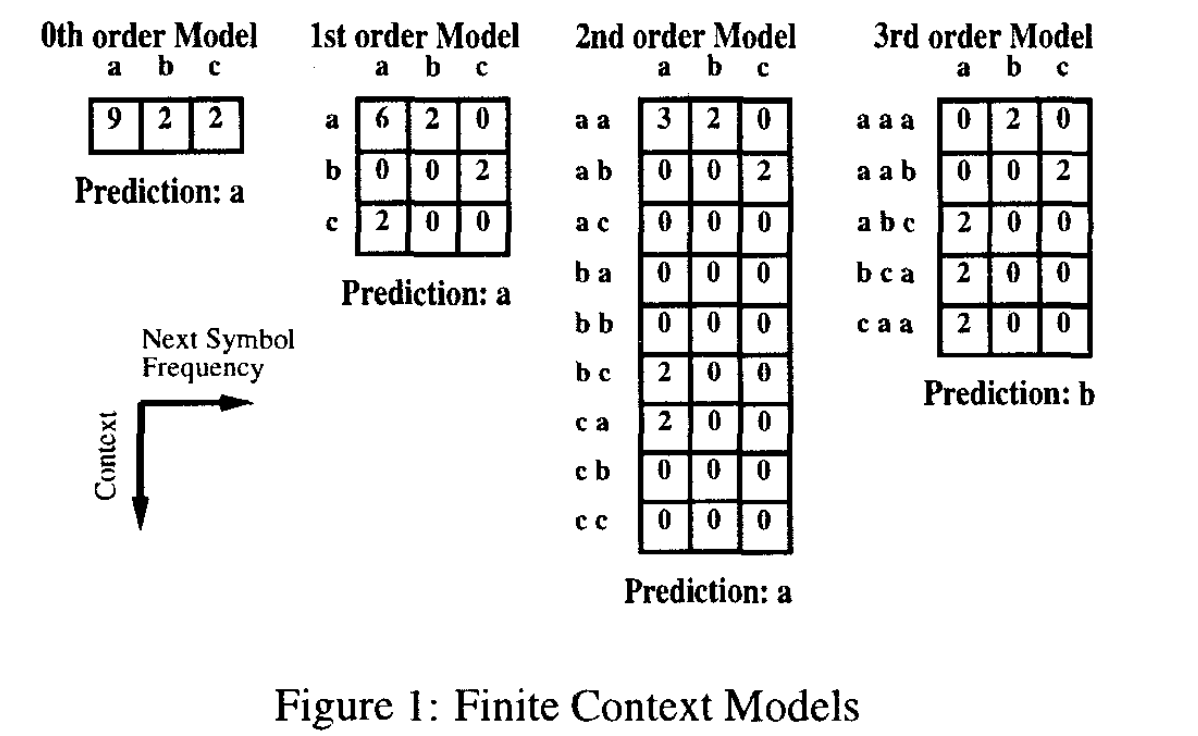 0th order Model
a b c
9 2 2
Prediction: a
1st order Model
a b c
a 6 2 0
b 0 0 2
c 2 0 0
Prediction: a
Next Symbol
Frequency
Context
2nd order Model
a b c
a a 3 2 0
a b 0 0 2
a c 0 0 0
b a 0 0 0
b b 0 0 0
b c 2 0 0
c a 2 0 0
c b 0 0 0
c c 0 0 0
Prediction: a
3rd order Model
a b c
a a a 0 2 0
a a b 0 0 2
a b c 2 0 0
b c a 2 0 0
c a a 2 0 0
Prediction: b
Figure 1: Finite Context Models